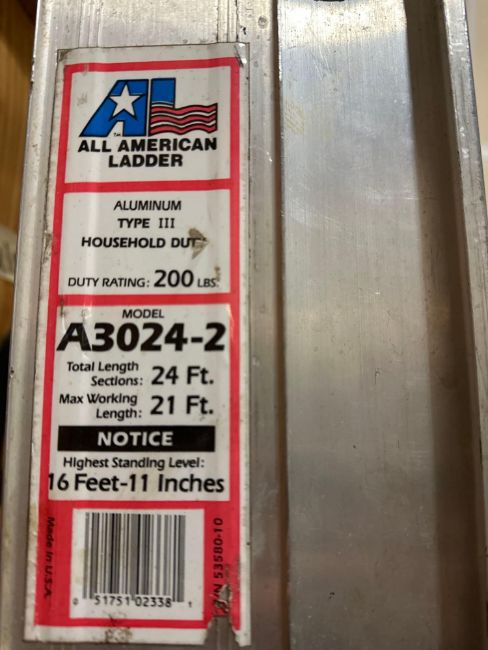 AL
TM
ALL AMERICAN
LADDER
ALUMINUM
TYPE III
HOUSEHOLD DUTY
DUTY RATING: 200 LBS.
MODEL
A3024-2
Total Length
Sections: 24 Ft.
Max Working
Length: 21 Ft.
NOTICE
Highest Standing Level:
16 Feet-11 Inches
Made in U.S.A.
0 51751 02338 1
P/N 53580-10